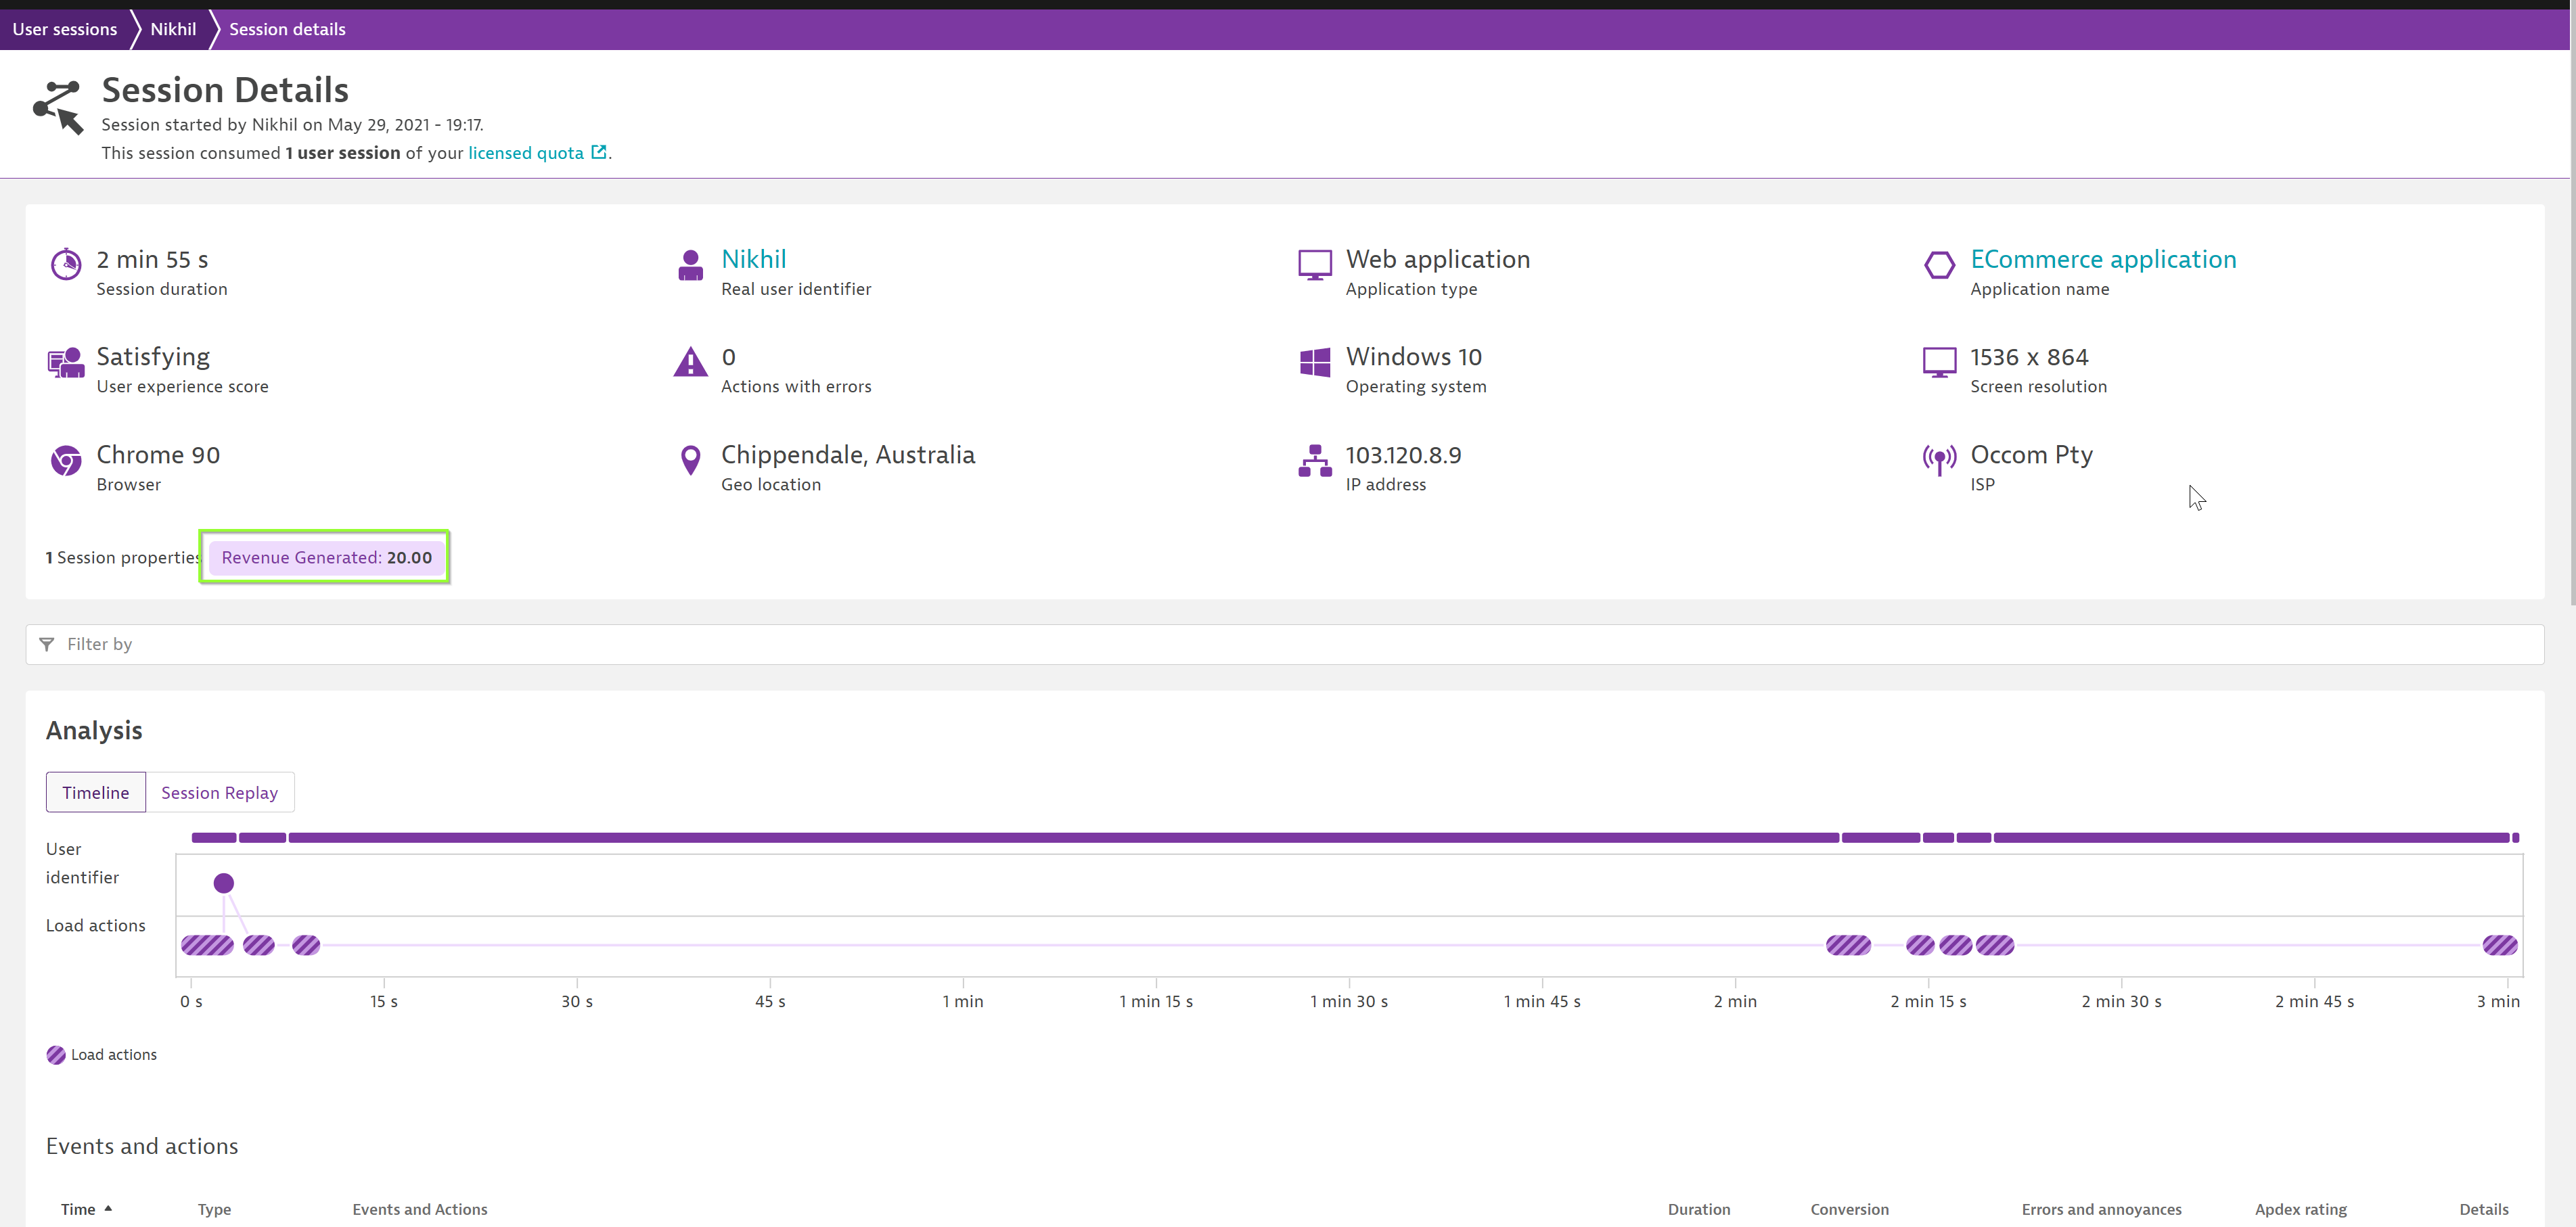 User sessions Nikhil Session details
Session Details
Session started by Nikhil on May 29, 2021 - 19:17.
This session consumed 1 user session of your licensed quota.
2 min 55 s
Session duration
Nikhil
Real user identifier
Web application
Application type
ECommerce application
Application name
Satisfying
User experience score
0
Actions with errors
Windows 10
Operating system
1536 x 864
Screen resolution
Chrome 90
Browser
Chippendale, Australia
Geo location
103.120.8.9
IP address
Occom Pty
ISP
1 Session properties Revenue Generated: 20.00
Filter by
Analysis
Timeline Session Replay
User
identifier
Load actions
0 s 15 s 30 s 45 s 1 min 1 min 15 s 1 min 30 s 1 min 45 s 2 min 2 min 15 s 2 min 30 s 2 min 45 s 3 min
Load actions
Events and actions
Time Type Events and Actions Duration Conversion Errors and annoyances Apdex rating Details